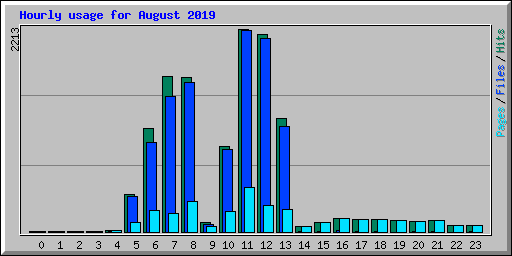 Hourly usage for August 2019
2213
Pages/Files/Hits
0 1 2 3 4 5 6 7 8 9 10 11 12 13 14 15 16 17 18 19 20 21 22 23